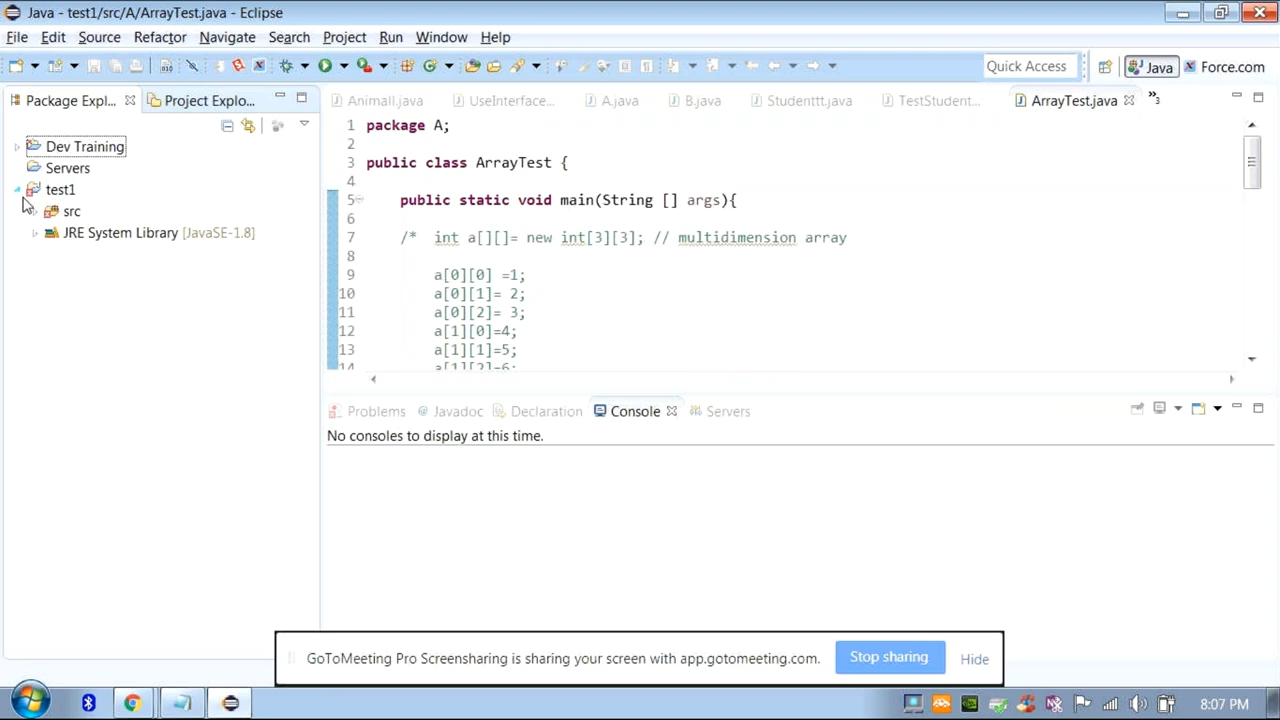 Java - test1/src/A/ArrayTest.java - Eclipse
File Edit Source Refactor Navigate Search Project Run Window Help
Quick Access Java Force.com
Package Expl... Project Explo...
Dev Training
Servers
test1
src
JRE System Library [JavaSE-1.8]
Animall.java UseInterface... A.java B.java Studenttt.java TestStudent... ArrayTest.java »3
1 package A;
2
3 public class ArrayTest {
4
5 public static void main(String [] args){
6
7 /* int a[][]= new int[3][3]; // multidimension array
8
9 a[0][0] =1;
10 a[0][1]= 2;
11 a[0][2]= 3;
12 a[1][0]=4;
13 a[1][1]=5;
14 a[1][2]=6;
Problems @ Javadoc Declaration Console Servers
No consoles to display at this time.
GoToMeeting Pro Screensharing is sharing your screen with app.gotomeeting.com. Stop sharing Hide
8:07 PM